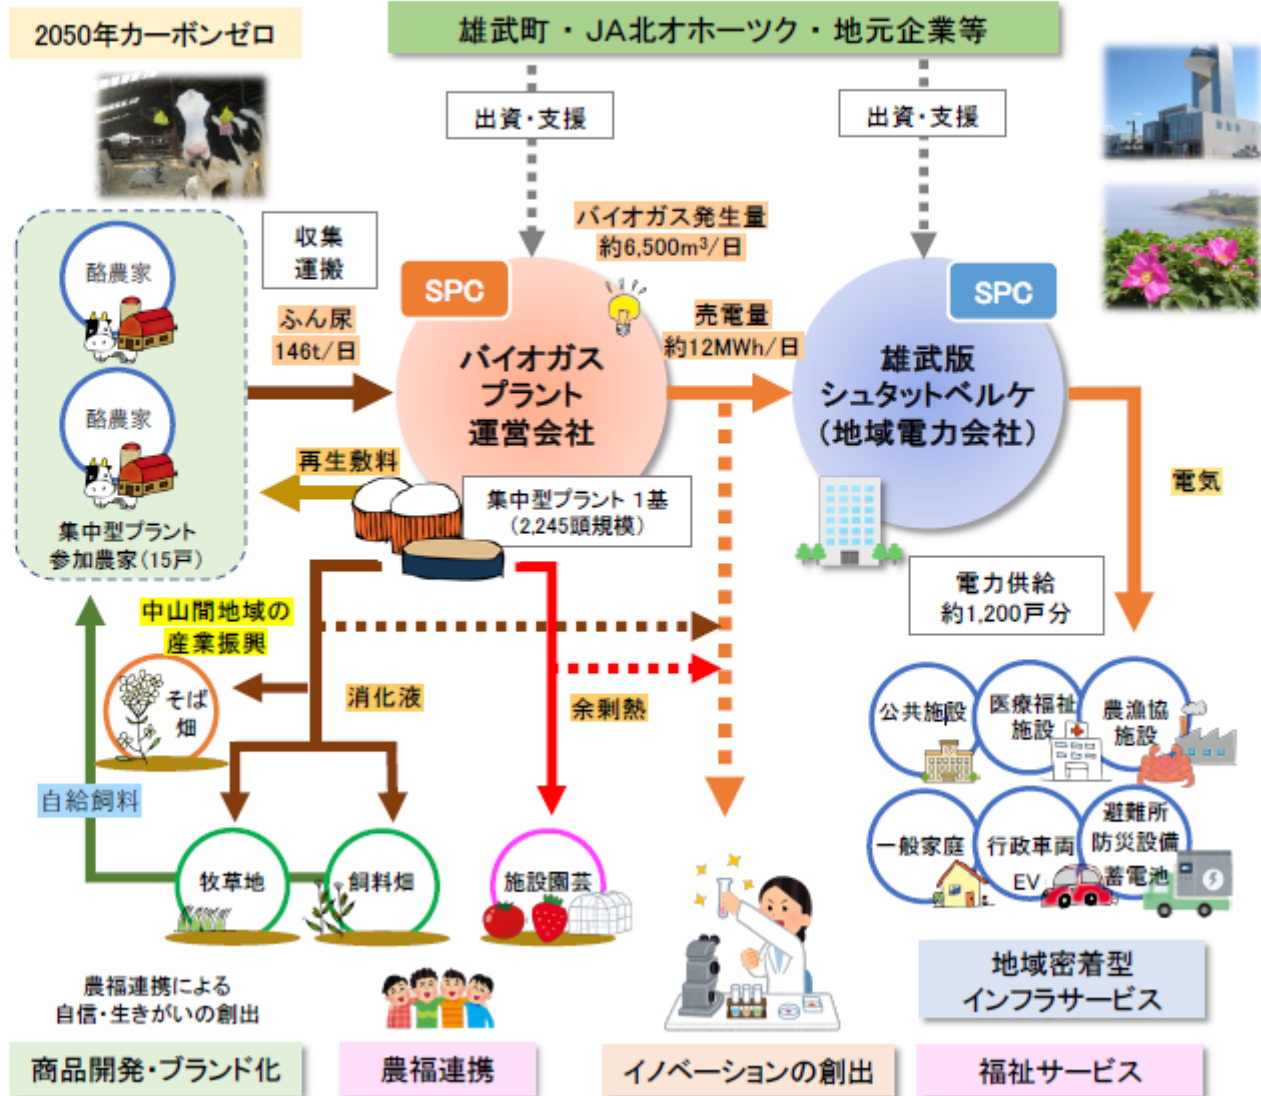 2050年カーボンゼロ
雄武町・JA北オホーツク・地元企業等
出資・支援
出資・支援
バイオガス発生量
約6,500m³/日
収集
運搬
酪農家
SPC
SPC
ふん尿
146t/日
売電量
約12MWh/日
バイオガス
プラント
運営会社
雄武版
シュタットベルケ
（地域電力会社）
酪農家
再生敷料
電気
集中型プラント 1基
（2,245頭規模）
集中型プラント
参加農家（15戸）
電力供給
約1,200戸分
中山間地域の
産業振興
そば
畑
消化液
余剰熱
公共施設
医療福祉
施設
農漁協
施設
自給飼料
牧草地
飼料畑
施設園芸
一般家庭
行政車両
EV
避難所
防災設備
蓄電池
農福連携による
自信・生きがいの創出
地域密着型
インフラサービス
商品開発・ブランド化
農福連携
イノベーションの創出
福祉サービス